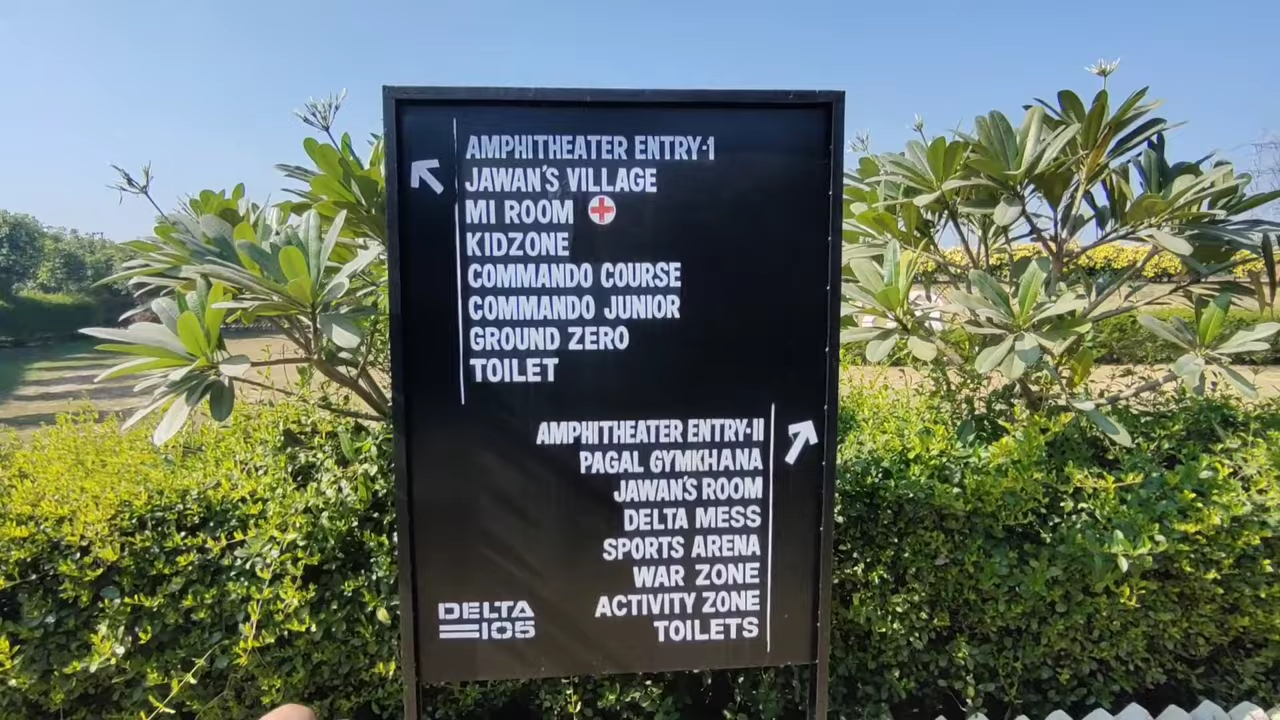 AMPHITHEATER ENTRY-1
JAWAN'S VILLAGE
MI ROOM
KIDZONE
COMMANDO COURSE
COMMANDO JUNIOR
GROUND ZERO
TOILET
AMPHITHEATER ENTRY-II
PAGAL GYMKHANA
JAWAN'S ROOM
DELTA MESS
SPORTS ARENA
WAR ZONE
ACTIVITY ZONE
TOILETS
DELTA
105